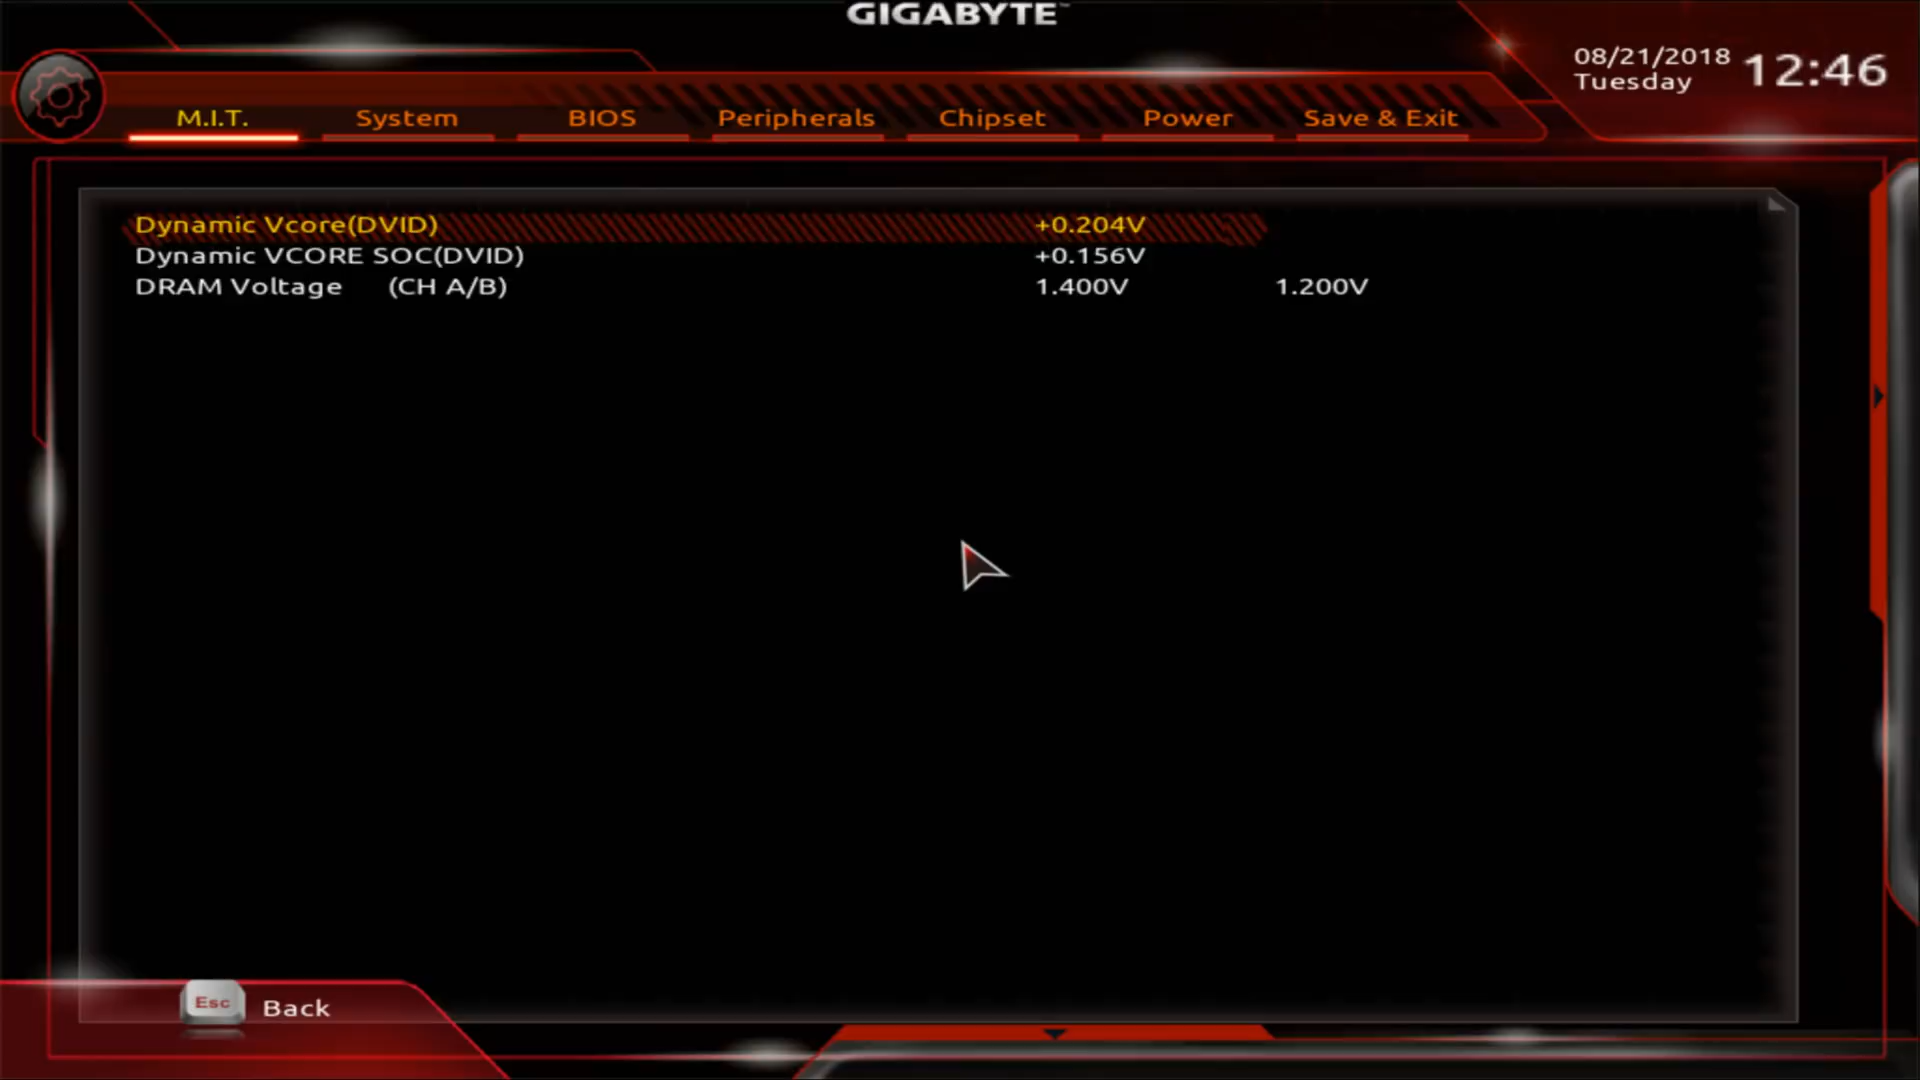 GIGABYTE™
08/21/2018
Tuesday
12:46
M.I.T. System BIOS Peripherals Chipset Power Save & Exit
Dynamic Vcore(DVID) +0.204V
Dynamic VCORE SOC(DVID) +0.156V
DRAM Voltage (CH A/B) 1.400V 1.200V
Esc Back